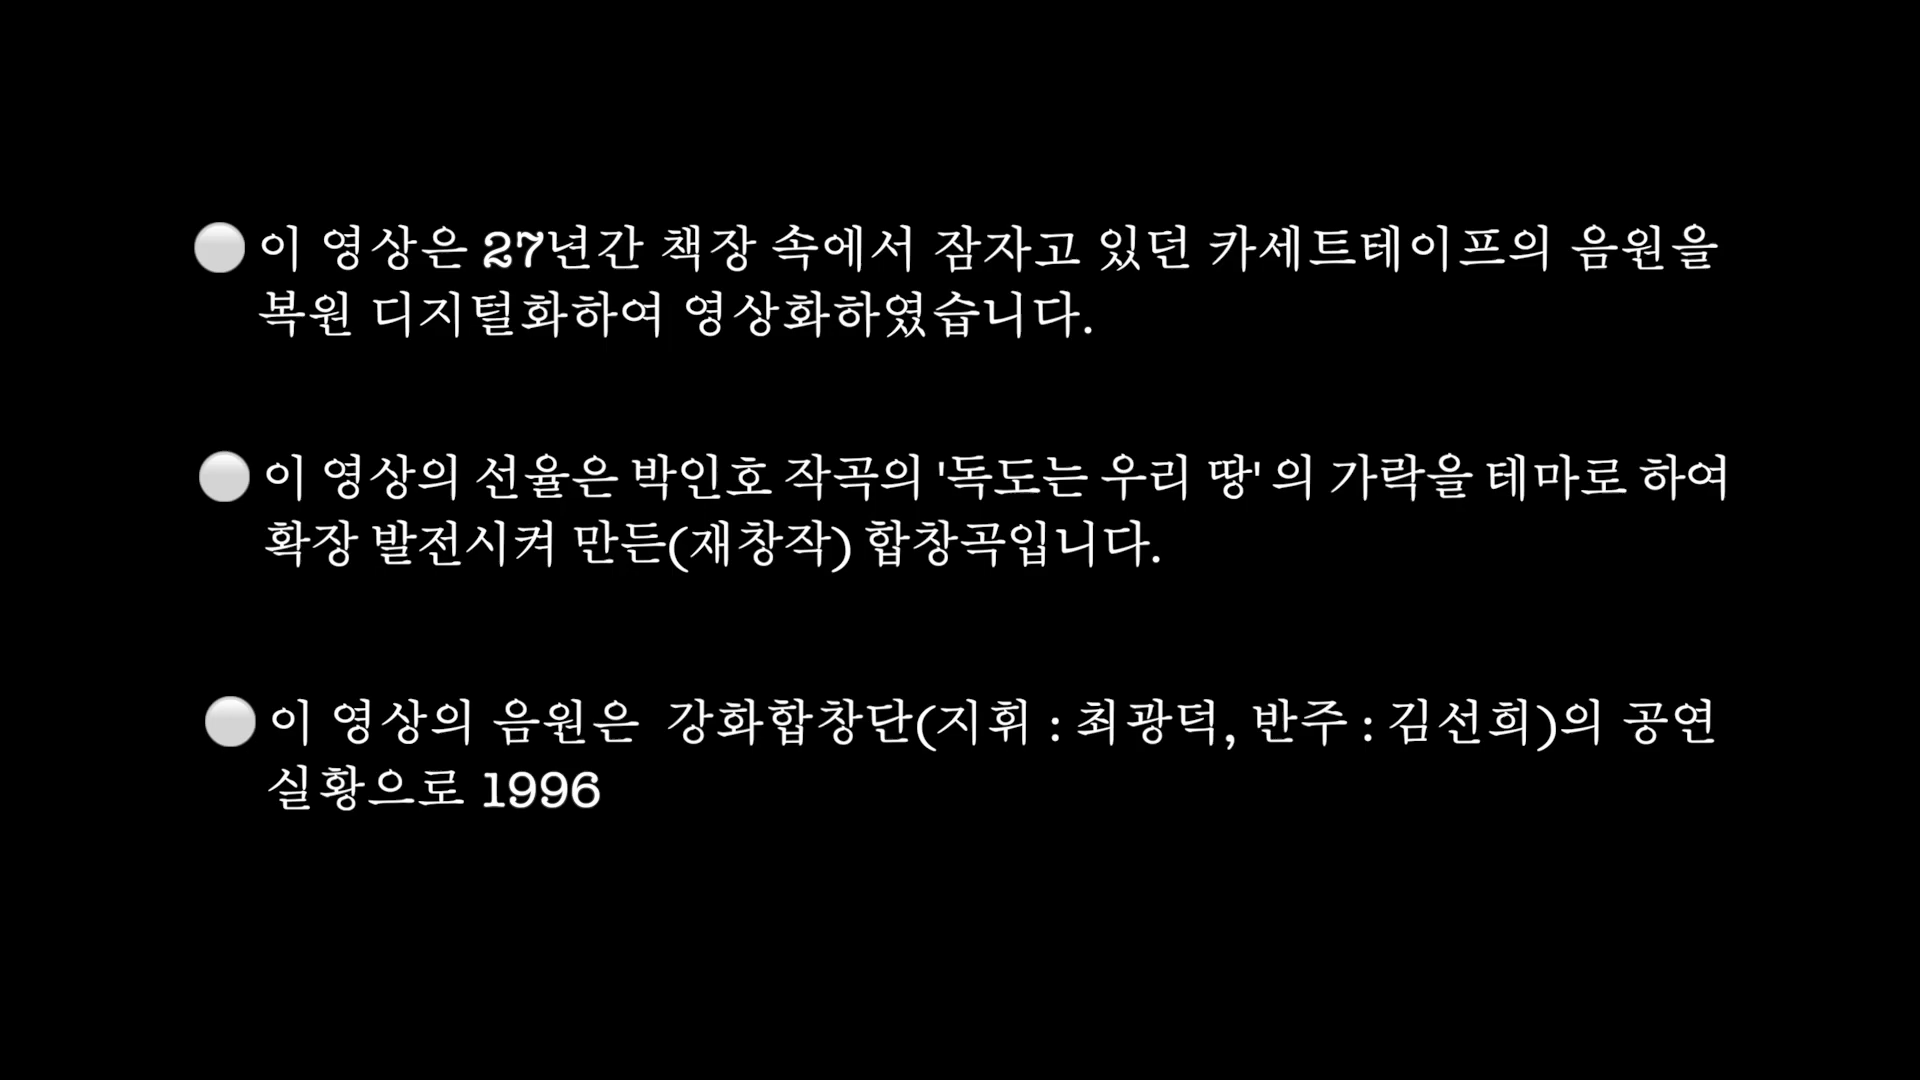 이 영상은 27년간 책장 속에서 잠자고 있던 카세트테이프의 음원을
복원 디지털화하여 영상화하였습니다.
이 영상의 선율은 박인호 작곡의 '독도는 우리 땅' 의 가락을 테마로 하여
확장 발전시켜 만든(재창작) 합창곡입니다.
이 영상의 음원은 강화합창단(지휘 : 최광덕, 반주 : 김선희)의 공연
실황으로 1996